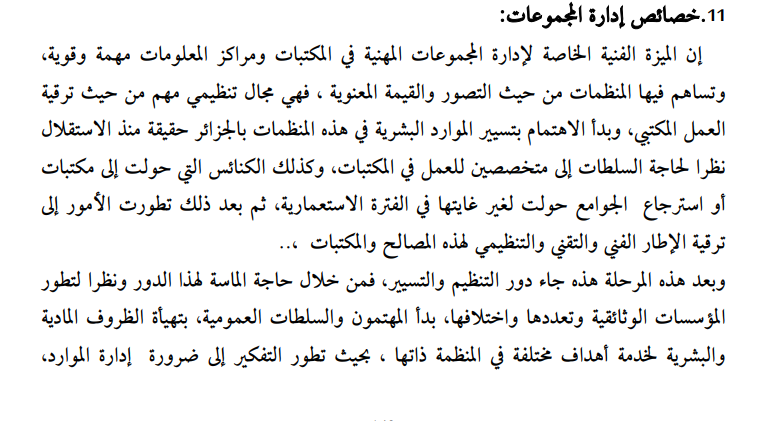 11.خصائص إدارة المجموعات:
إن الميزة الفنية الخاصة لإدارة المجموعات المهنية في المكتبات ومراكز المعلومات مهمة وقوية،
وتساهم فيها المنظمات من حيث التصور والقيمة المعنوية ، فهي مجال تنظيمي مهم من حيث ترقية
العمل المكتبي، وبدأ الاهتمام بتسيير الموارد البشرية في هذه المنظمات بالجزائر حقيقة منذ الاستقلال
نظرا لحاجة السلطات إلى متخصصين للعمل في المكتبات، وكذلك الكنائس التي حولت إلى مكتبات
أو استرجاع الجوامع حولت لغير غايتها في الفترة الاستعمارية، ثم بعد ذلك تطورت الأمور إلى
ترقية الإطار الفني والتقني والتنظيمي لهذه المصالح والمكتبات ،..
وبعد هذه المرحلة هذه جاء دور التنظيم والتسيير، فمن خلال حاجة الماسة لهذا الدور ونظرا لتطور
المؤسسات الوثائقية وتعددها واختلافها، بدأ المهتمون والسلطات العمومية، بتهيأة الظروف المادية
والبشرية لخدمة أهداف مختلفة في المنظمة ذاتها ، بحيث تطور التفكير إلى ضرورة إدارة الموارد،